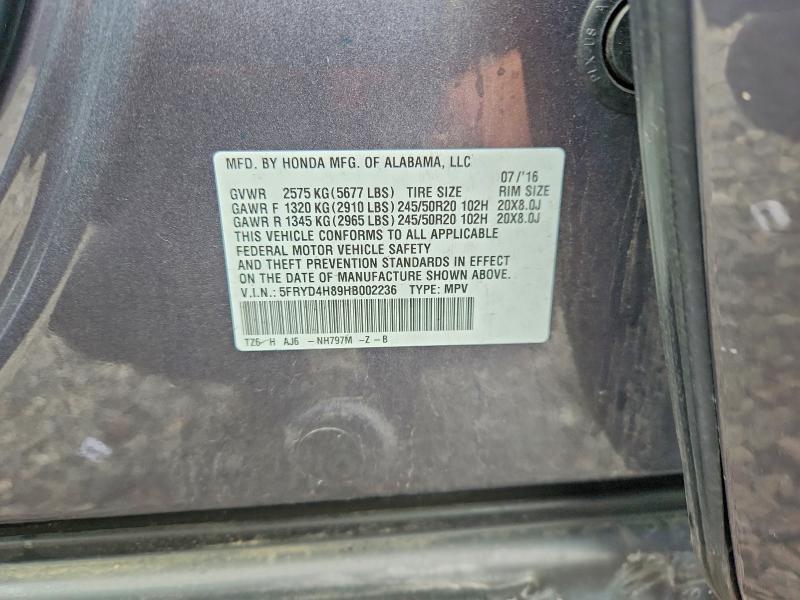 MFD. BY HONDA MFG. OF ALABAMA, LLC
07/'16
GVWR 2575 KG(5677 LBS) TIRE SIZE RIM SIZE
GAWR F 1320 KG(2910 LBS)245/50R20 102H 20X8.0J
GAWR R 1345 KG(2965 LBS)245/50R20 102H 20X8.0J
THIS VEHICLE CONFORMS TO ALL APPLICABLE
FEDERAL MOTOR VEHICLE SAFETY
AND THEFT PREVENTION STANDARDS IN EFFECT
ON THE DATE OF MANUFACTURE SHOWN ABOVE.
V.I.N.: 5FRYD4H89HB002236 TYPE: MPV
AJ6 -NH797M -Z-B